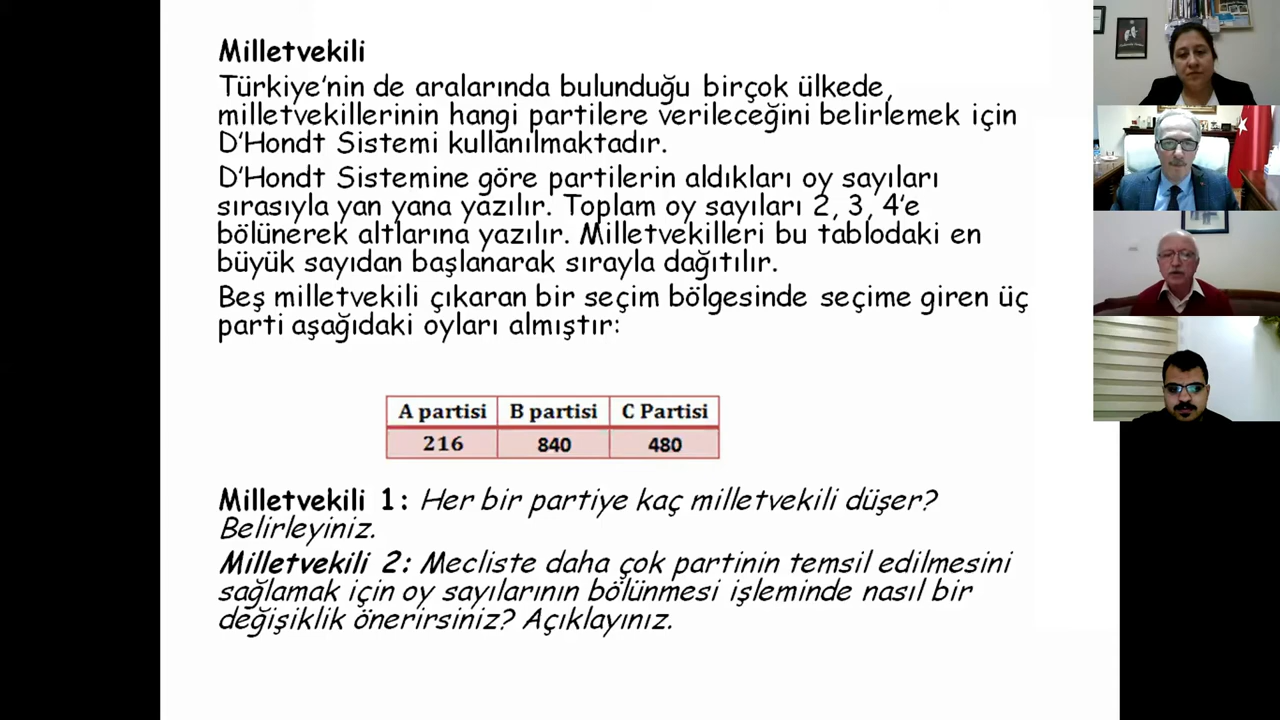 Milletvekili
Türkiye'nin de aralarında bulunduğu birçok ülkede,
milletvekillerinin hangi partilere verileceğini belirlemek için
D'Hondt Sistemi kullanılmaktadır.
D'Hondt Sistemine göre partilerin aldıkları oy sayıları
sırasıyla yan yana yazılır. Toplam oy sayıları 2, 3, 4'e
bölünerek altlarına yazılır. Milletvekilleri bu tablodaki en
büyük sayıdan başlanarak sırayla dağıtılır.
Beş milletvekili çıkaran bir seçim bölgesinde seçime giren üç
parti aşağıdaki oyları almıştır:
A partisi B partisi C Partisi
216 840 480
Milletvekili 1: Her bir partiye kaç milletvekili düşer?
Belirleyiniz.
Milletvekili 2: Mecliste daha çok partinin temsil edilmesini
sağlamak için oy sayılarının bölünmesi işleminde nasıl bir
değişiklik önerirsiniz? Açıklayınız.